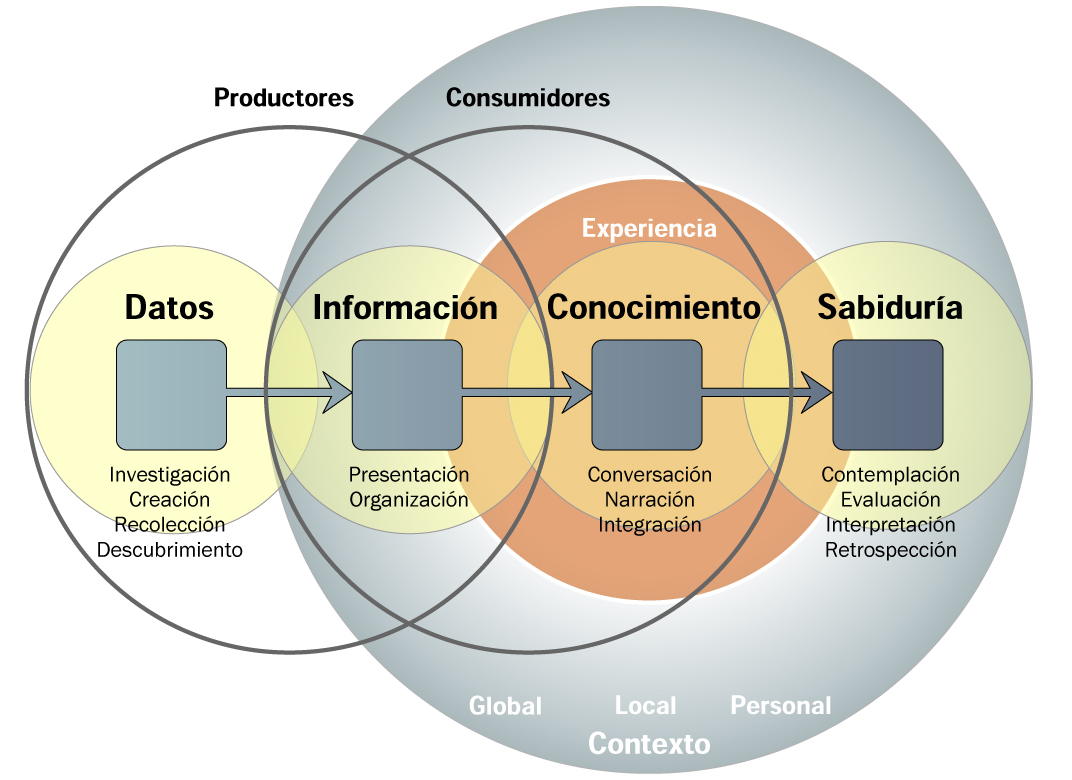 Productores
Consumidores
Experiencia
Datos
Información
Conocimiento
Sabiduría
Investigación
Creación
Recolección
Descubrimiento
Presentación
Organización
Conversación
Narración
Integración
Contemplación
Evaluación
Interpretación
Retrospección
Global
Local
Personal
Contexto